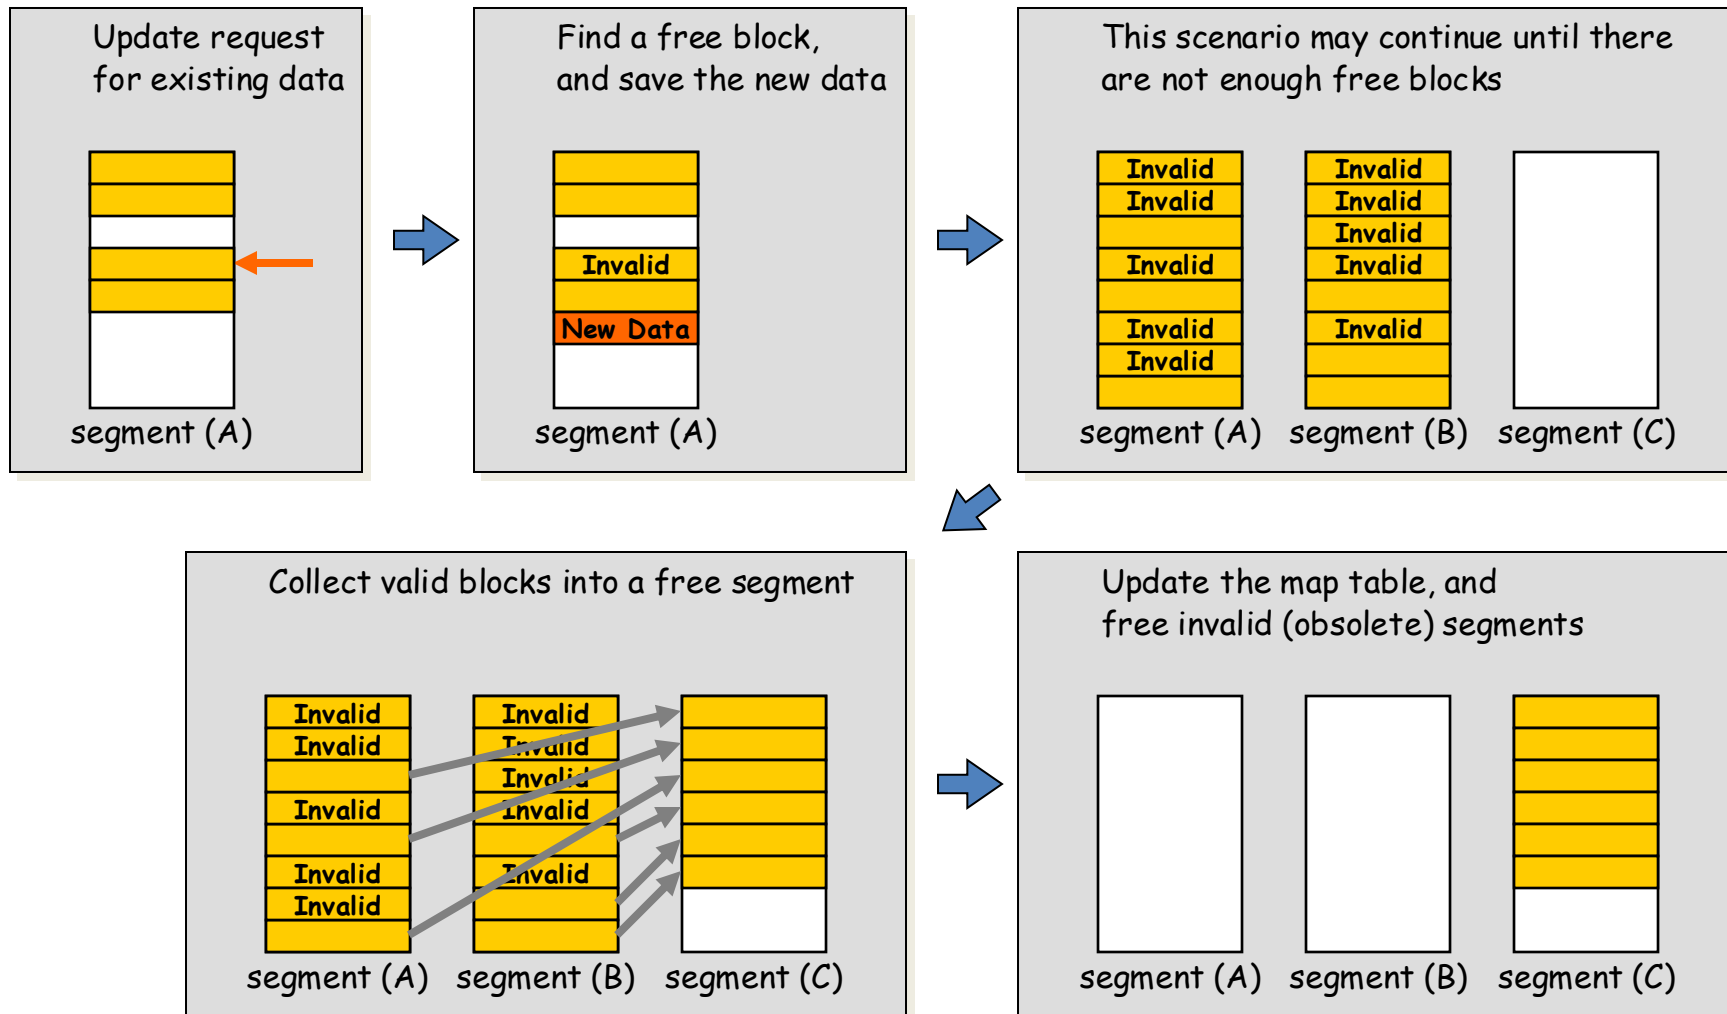 Update request
for existing data
segment (A)
Find a free block,
and save the new data
Invalid
New Data
segment (A)
This scenario may continue until there
are not enough free blocks
Invalid
Invalid
Invalid
Invalid
Invalid
segment (A)
Invalid
Invalid
Invalid
Invalid
Invalid
segment (B)
segment (C)
Collect valid blocks into a free segment
Invalid
Invalid
Invalid
Invalid
Invalid
segment (A)
Invalid
Invalid
Invalid
Invalid
Invalid
segment (B)
segment (C)
Update the map table, and
free invalid (obsolete) segments
segment (A)
segment (B)
segment (C)